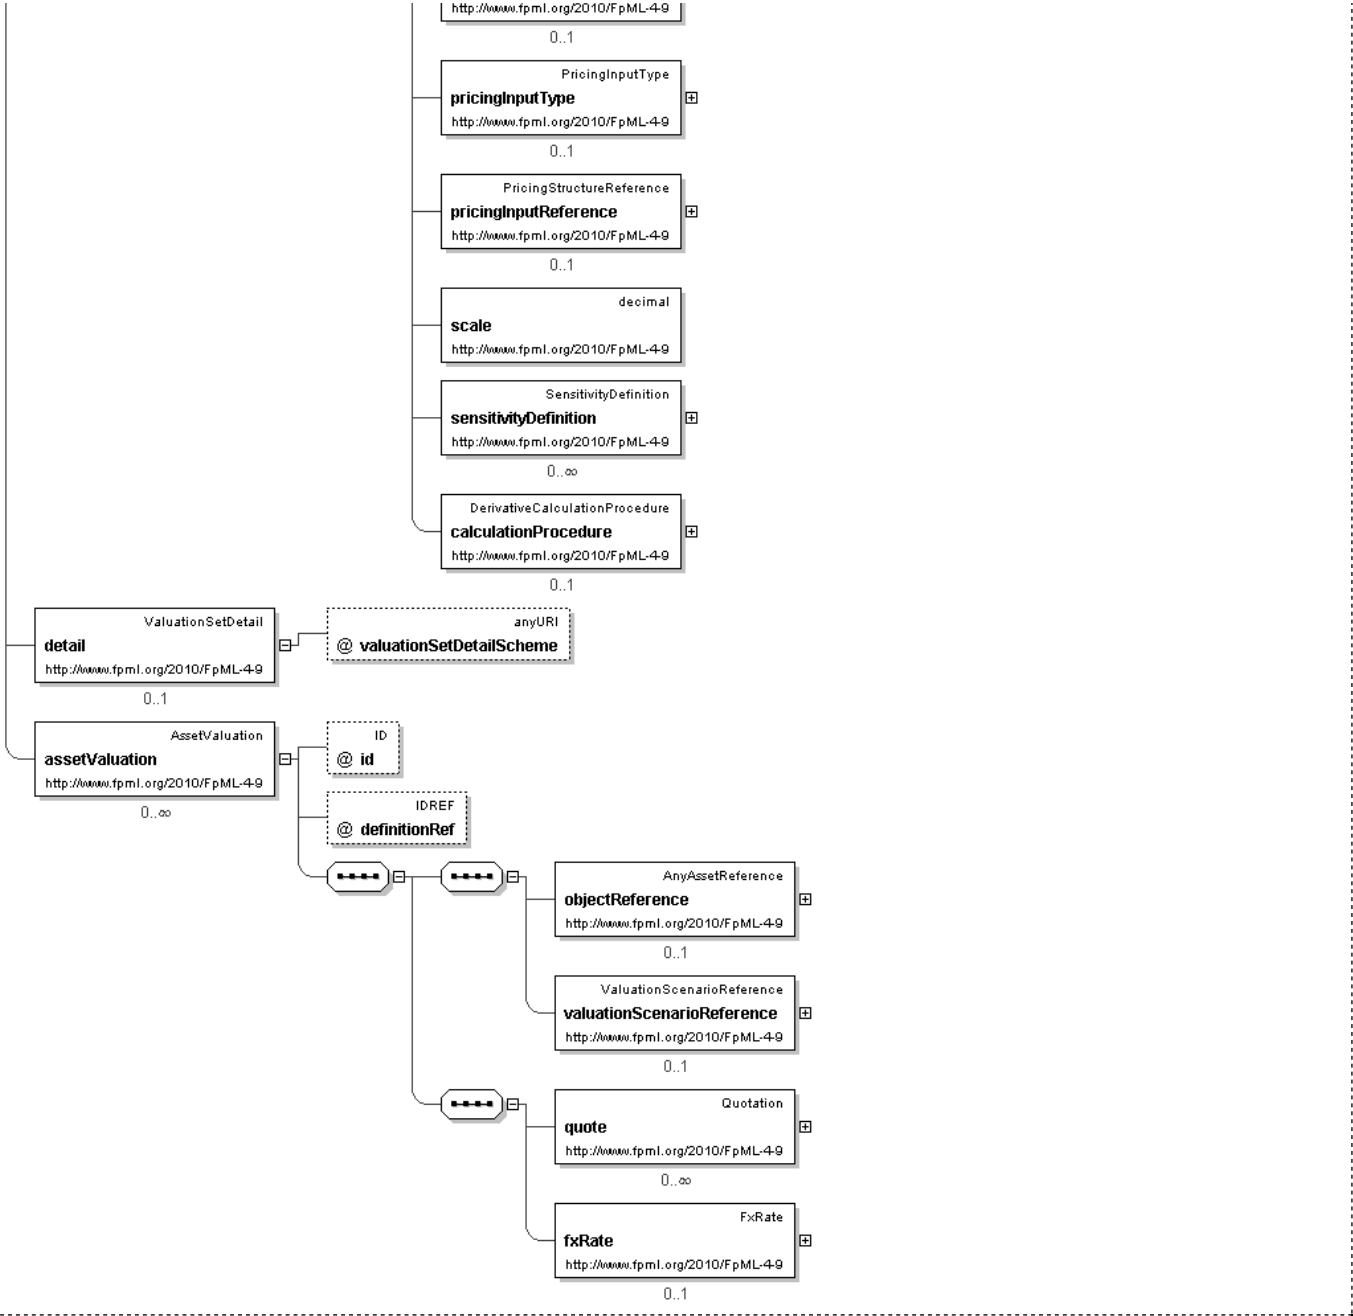 http://www.fpml.org/2010/FpML-4-9
0..1
PricingInputType
pricingInputType
http://www.fpml.org/2010/FpML-4-9
0..1
PricingStructureReference
pricingInputReference
http://www.fpml.org/2010/FpML-4-9
0..1
decimal
scale
http://www.fpml.org/2010/FpML-4-9
SensitivityDefinition
sensitivityDefinition
http://www.fpml.org/2010/FpML-4-9
0..∞
DerivativeCalculationProcedure
calculationProcedure
http://www.fpml.org/2010/FpML-4-9
0..1
ValuationSetDetail
detail
http://www.fpml.org/2010/FpML-4-9
0..1
anyURI
@ valuationSetDetailScheme
AssetValuation
assetValuation
http://www.fpml.org/2010/FpML-4-9
0..∞
ID
@ id
IDREF
@ definitionRef
AnyAssetReference
objectReference
http://www.fpml.org/2010/FpML-4-9
0..1
ValuationScenarioReference
valuationScenarioReference
http://www.fpml.org/2010/FpML-4-9
0..1
Quotation
quote
http://www.fpml.org/2010/FpML-4-9
0..∞
FxRate
fxRate
http://www.fpml.org/2010/FpML-4-9
0..1